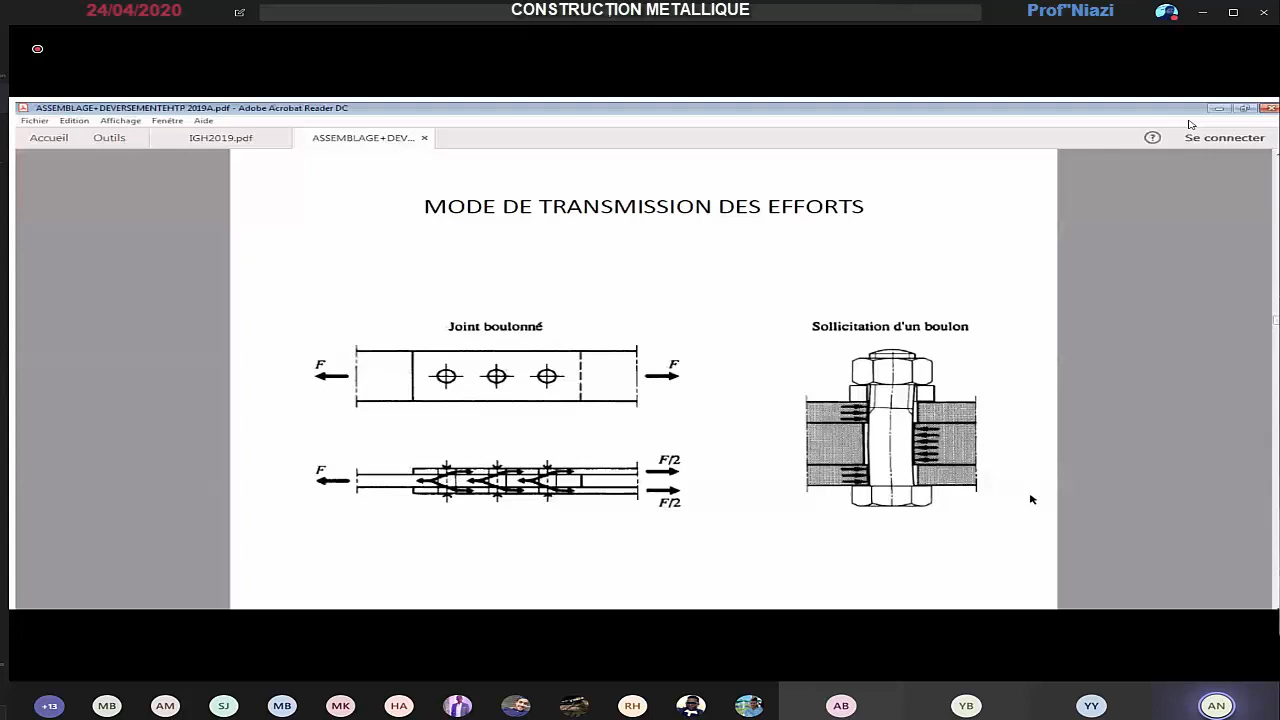 24/04/2020
CONSTRUCTION METALLIQUE
Prof"Niazi
ASSEMBLAGE+DEVERSEMENTEHTP 2019A.pdf - Adobe Acrobat Reader DC
Fichier Edition Affichage Fenêtre Aide
Accueil Outils IGH2019.pdf ASSEMBLAGE+DEV... × ? Se connecter
MODE DE TRANSMISSION DES EFFORTS
Joint boulonné
Sollicitation d'un boulon
F F
F F/2
F/2
+13 MB AM SJ MB MK HA RH AB YB YY AN